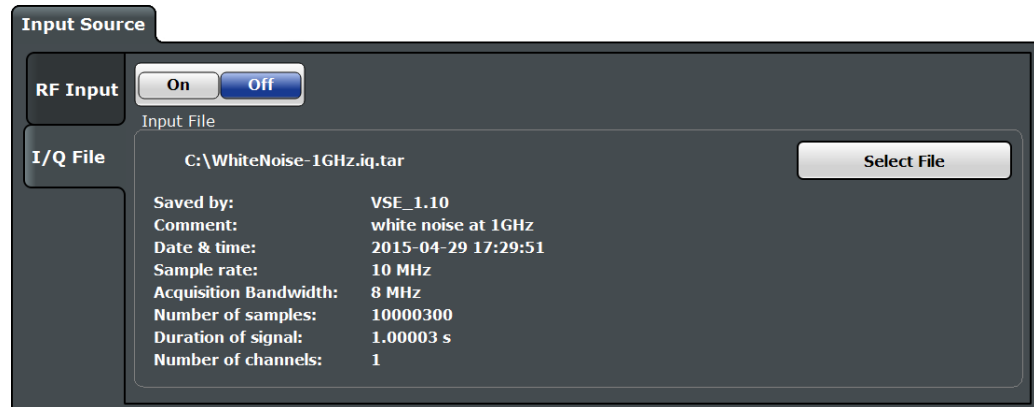 Input Source
RF Input
On Off
Input File
I/Q File
C:\WhiteNoise-1GHz.iq.tar
Select File
Saved by: VSE_1.10
Comment: white noise at 1GHz
Date & time: 2015-04-29 17:29:51
Sample rate: 10 MHz
Acquisition Bandwidth: 8 MHz
Number of samples: 10000300
Duration of signal: 1.00003 s
Number of channels: 1